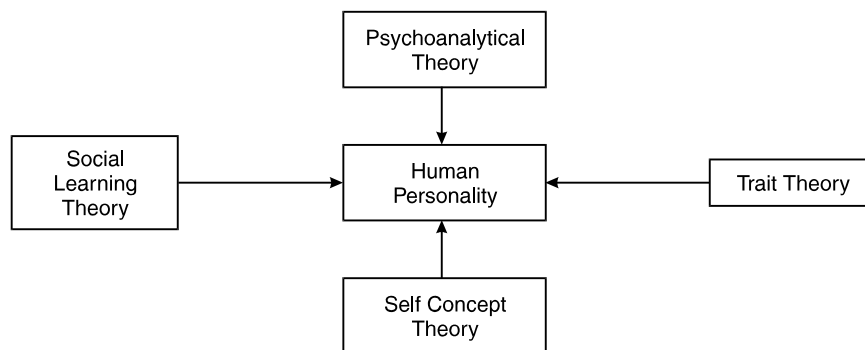 Psychoanalytical
Theory
Social
Learning
Theory
Human
Personality
Trait Theory
Self Concept
Theory